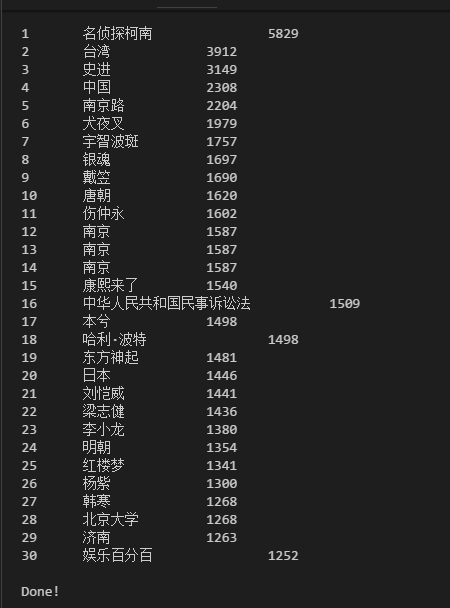 1 名侦探柯南 5829
2 台湾 3912
3 史进 3149
4 中国 2308
5 南京路 2204
6 犬夜叉 1979
7 宇智波斑 1757
8 银魂 1697
9 戴笠 1690
10 唐朝 1620
11 伤仲永 1602
12 南京 1587
13 南京 1587
14 南京 1587
15 康熙来了 1540
16 中华人民共和国民事诉讼法 1509
17 本兮 1498
18 哈利·波特 1498
19 东方神起 1481
20 日本 1446
21 刘恺威 1441
22 梁志健 1436
23 李小龙 1380
24 明朝 1354
25 红楼梦 1341
26 杨紫 1300
27 韩寒 1268
28 北京大学 1268
29 济南 1263
30 娱乐百分百 1252
Done!